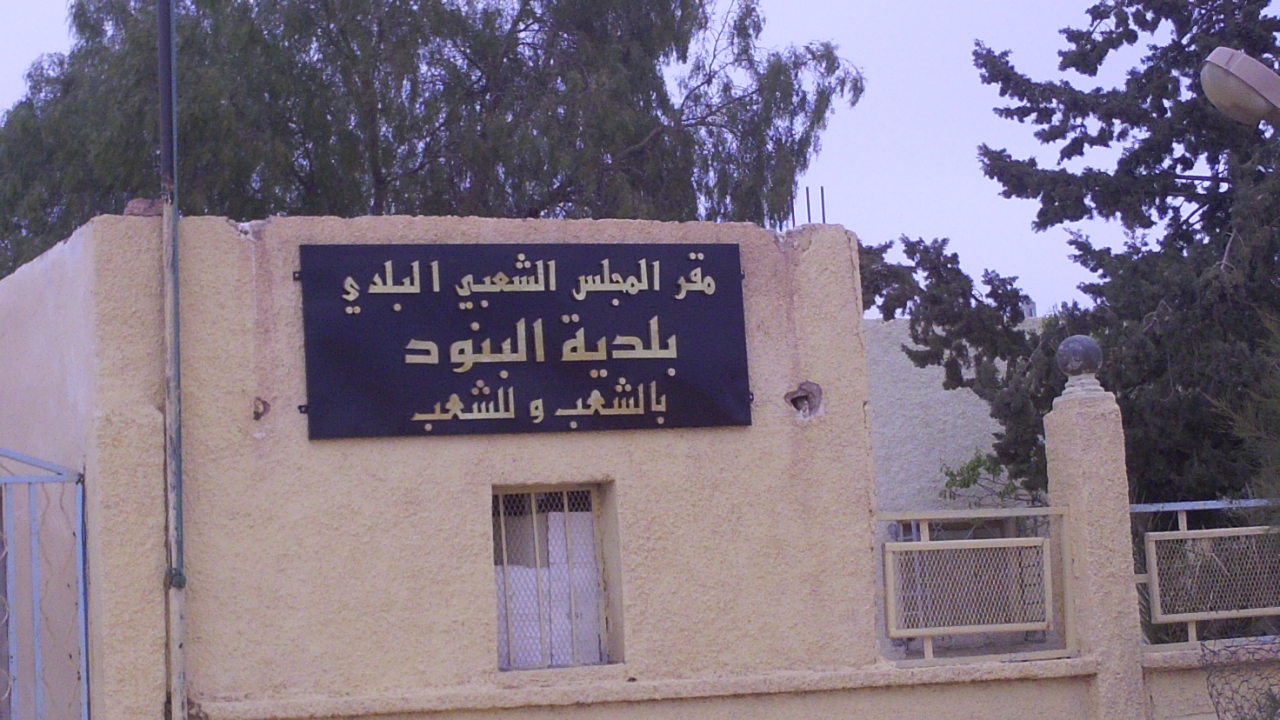 مقر المجلس الشعبي البلدي
بلدية البنود
بالشعب و للشعب